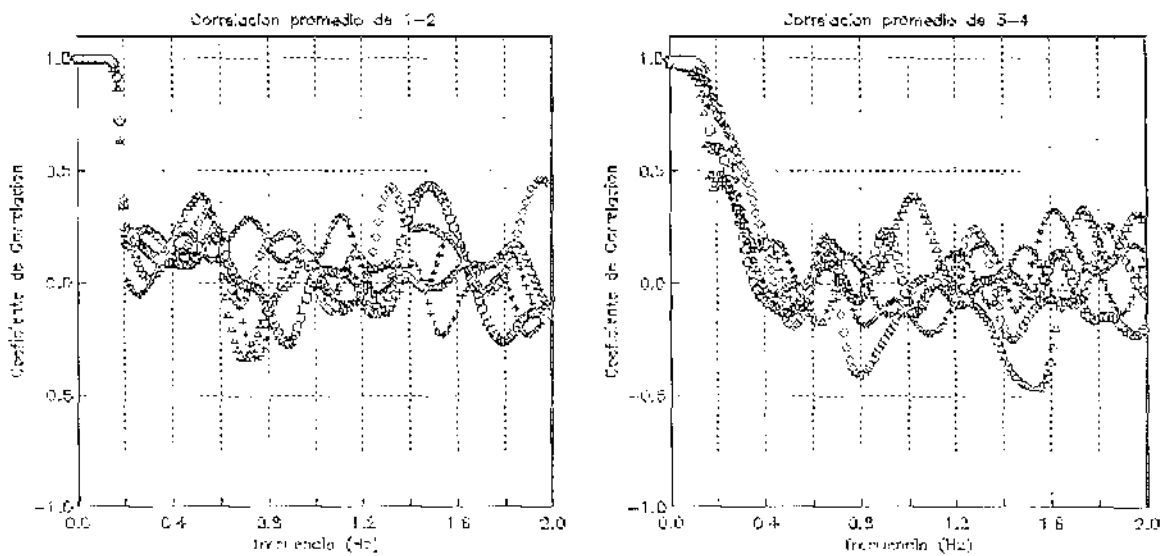 Correlacion promedio de 1-2
1.0
0.5
0.0
-0.5
-1.0
Coeficiente de Correlacion
0.0 0.4 0.8 1.2 1.6 2.0
frecuencia (Hz)
Correlacion promedio de 3-4
1.0
0.5
0.0
-0.5
-1.0
Coeficiente de Correlacion
0.0 0.4 0.8 1.2 1.6 2.0
frecuencia (Hz)